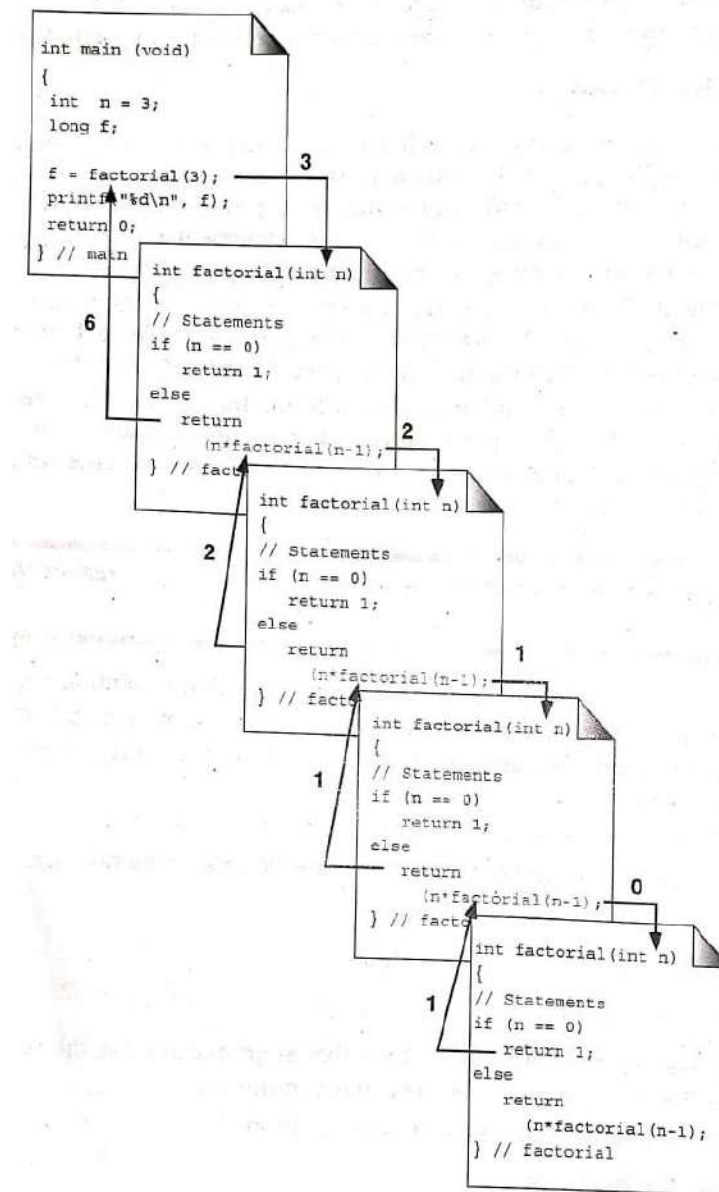 int main (void)
{
int n = 3;
long f;
f = factorial(3);
3
printf("%d\n", f);
return 0;
} // main
int factorial(int n)
{
6
// Statements
if (n == 0)
return 1;
else
return
2
(n*factorial(n-1);
} // facto
int factorial(int n)
{
2
// Statements
if (n == 0)
return 1;
else
return
1
(n*factorial(n-1);
} // facto
int factorial(int n)
{
1
// Statements
if (n == 0)
return 1;
else
return
0
(n*factorial(n-1);
} // facto
int factorial(int n)
{
1
// Statements
if (n == 0)
return 1;
else
return
(n*factorial(n-1);
} // factorial